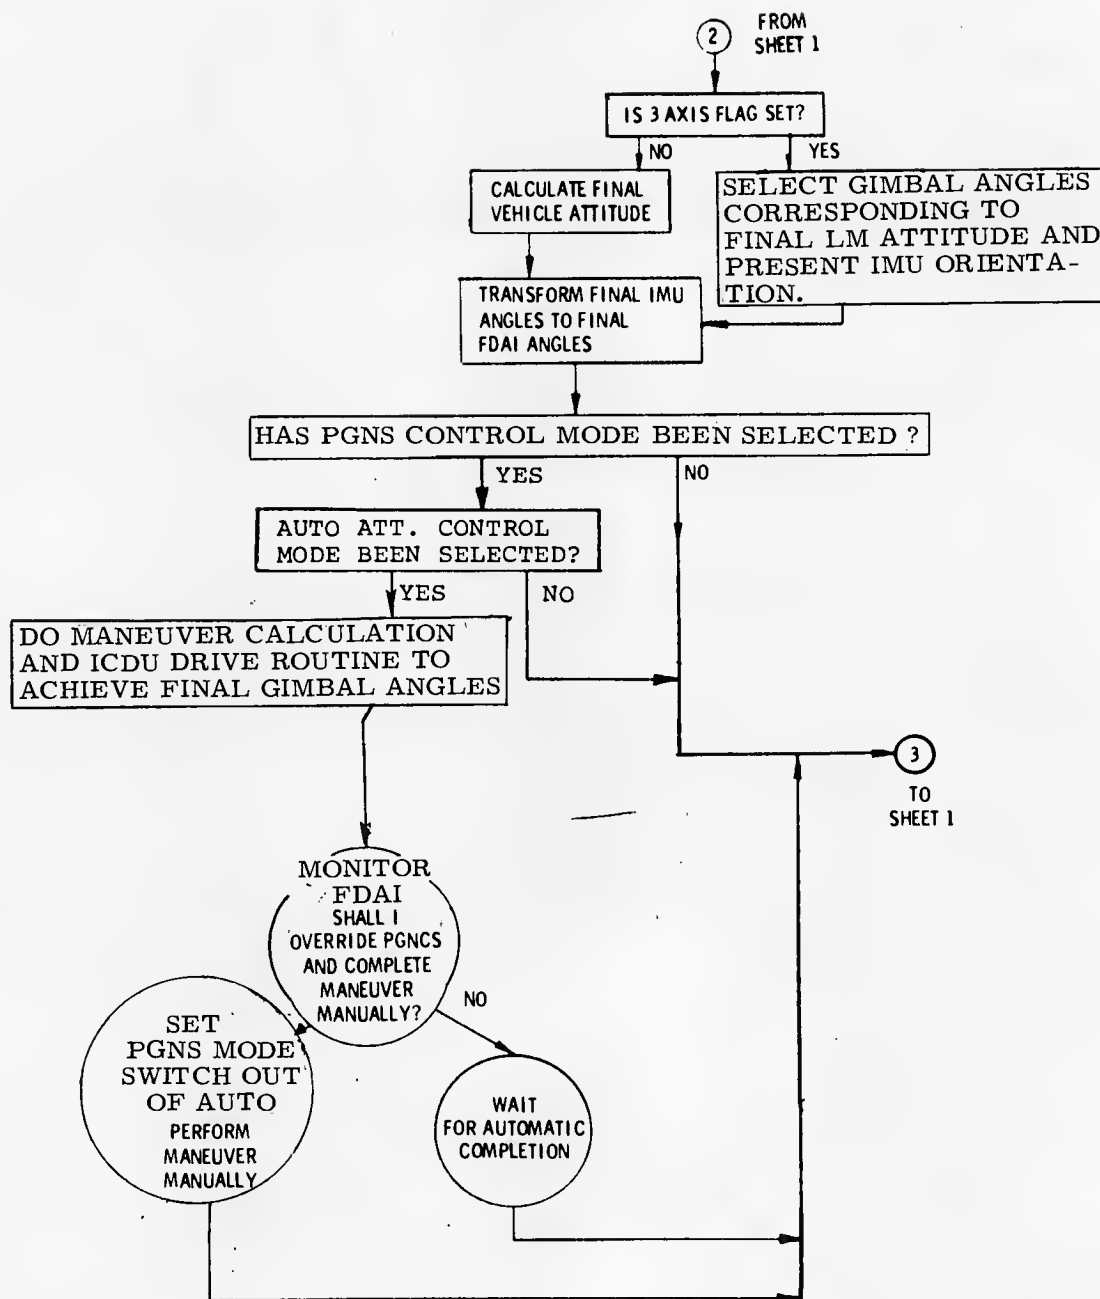 2
FROM
SHEET 1
IS 3 AXIS FLAG SET?
NO
YES
CALCULATE FINAL
VEHICLE ATTITUDE
SELECT GIMBAL ANGLES
CORRESPONDING TO
FINAL LM ATTITUDE AND
PRESENT IMU ORIENTA-
TION.
TRANSFORM FINAL IMU
ANGLES TO FINAL
FDAI ANGLES
HAS PGNS CONTROL MODE BEEN SELECTED ?
YES
NO
AUTO ATT. CONTROL
MODE BEEN SELECTED?
YES
NO
DO MANEUVER CALCULATION
AND ICDU DRIVE ROUTINE TO
ACHIEVE FINAL GIMBAL ANGLES
3
TO
SHEET 1
MONITOR
FDAI
SHALL I
OVERRIDE PGNCS
AND COMPLETE
MANEUVER
MANUALLY?
NO
SET
PGNS MODE
SWITCH OUT
OF AUTO
PERFORM
MANEUVER
MANUALLY
WAIT
FOR AUTOMATIC
COMPLETION